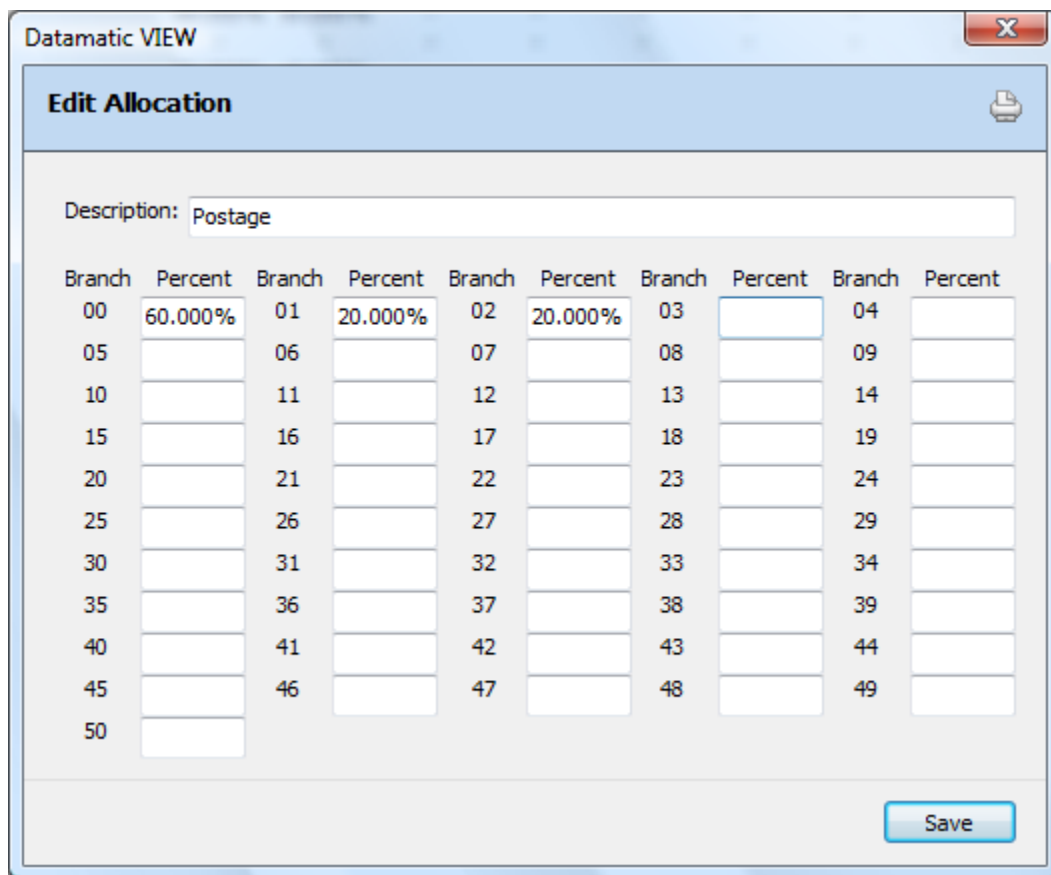 Datamatic VIEW
Edit Allocation
Description: Postage
Branch Percent Branch Percent Branch Percent Branch Percent Branch Percent
00 60.000% 01 20.000% 02 20.000% 03 04
05 06 07 08 09
10 11 12 13 14
15 16 17 18 19
20 21 22 23 24
25 26 27 28 29
30 31 32 33 34
35 36 37 38 39
40 41 42 43 44
45 46 47 48 49
50
Save